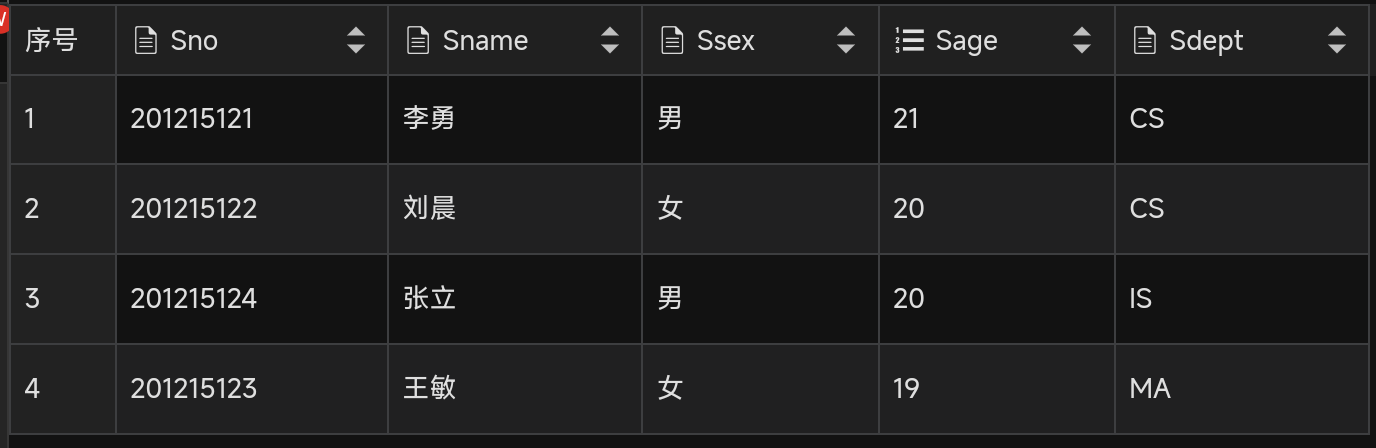 序号 Sno Sname Ssex Sage Sdept
1 201215121 李勇 男 21 CS
2 201215122 刘晨 女 20 CS
3 201215124 张立 男 20 IS
4 201215123 王敏 女 19 MA